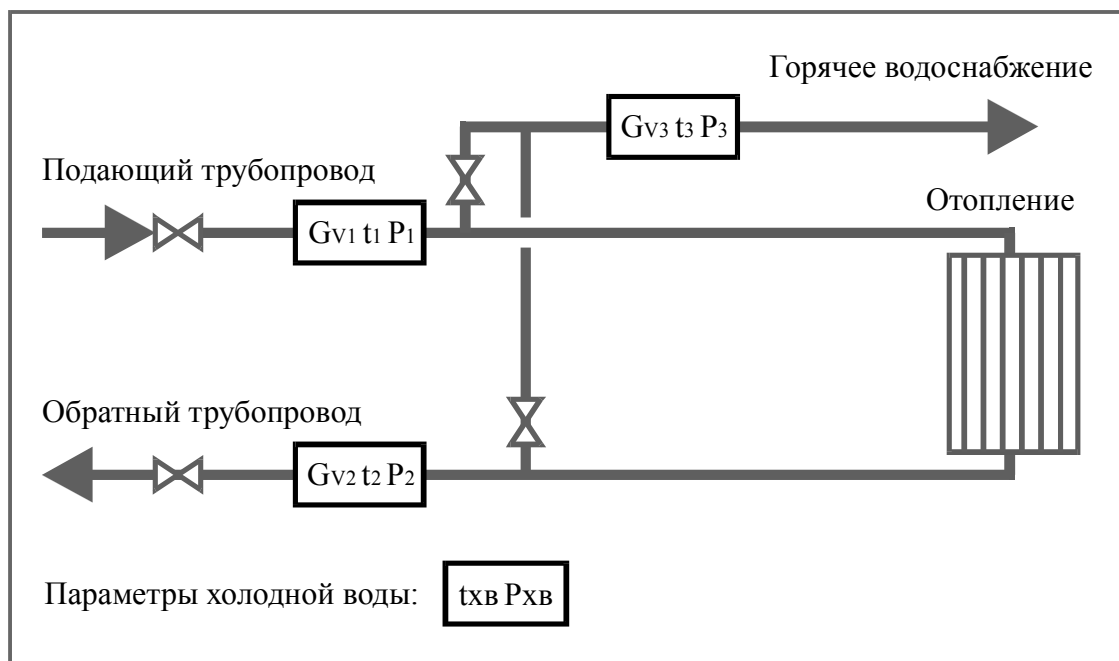 Горячее водоснабжение
GV3 t3 P3
Подающий трубопровод
Отопление
GV1 t1 P1
Обратный трубопровод
GV2 t2 P2
Параметры холодной воды: tхв Pхв